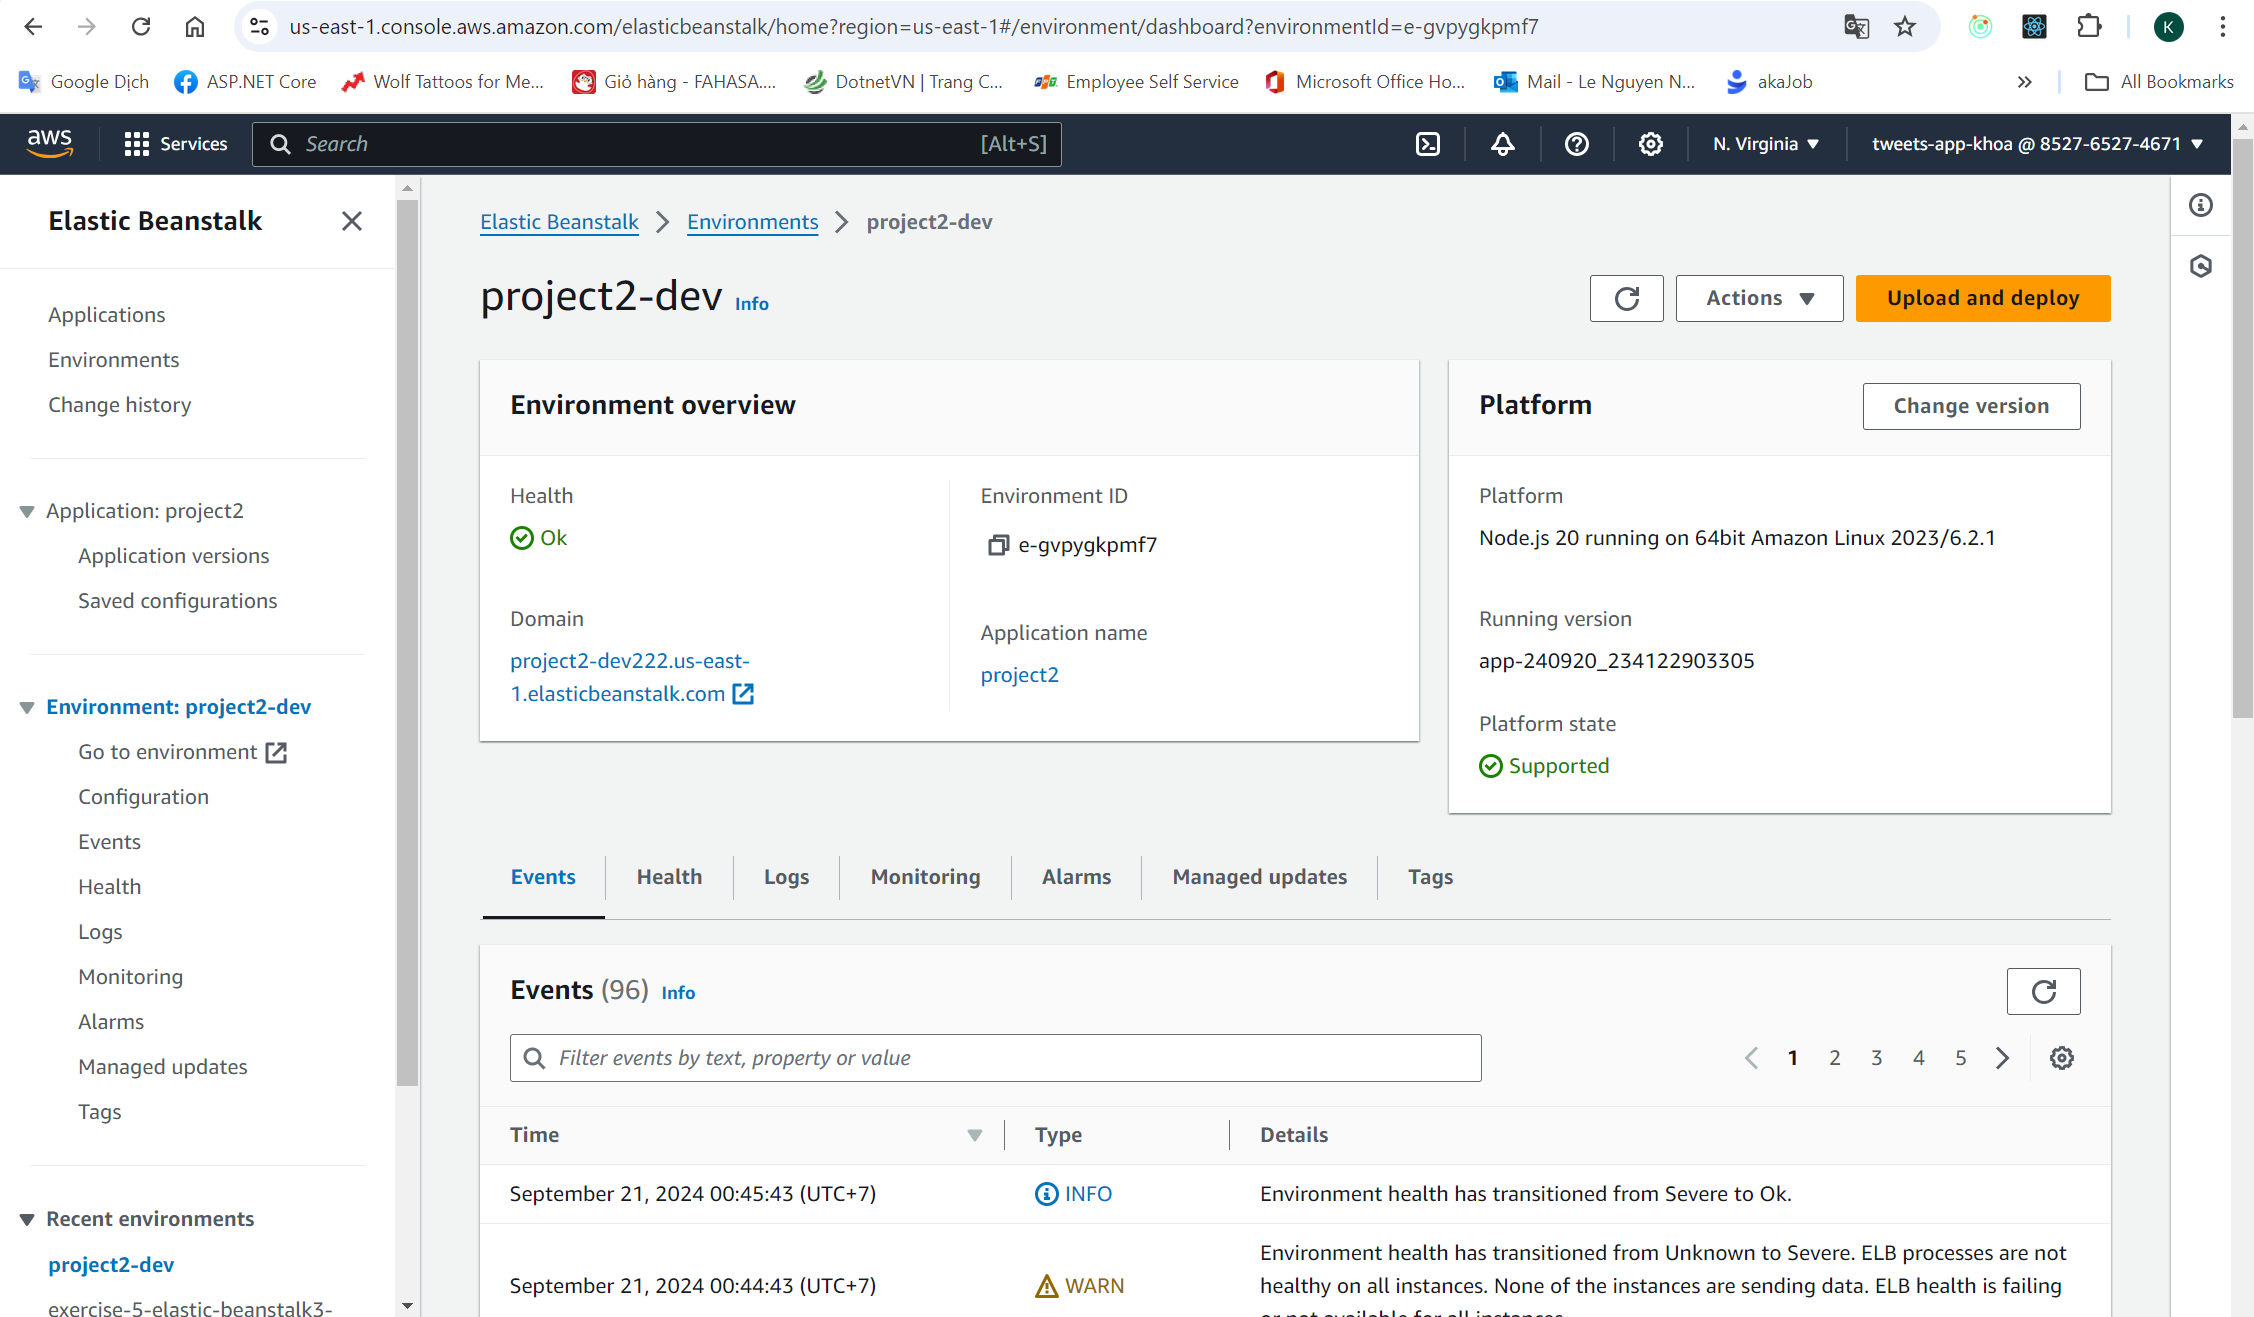 us-east-1.console.aws.amazon.com/elasticbeanstalk/home?region=us-east-1#/environment/dashboard?environmentId=e-gvpygkpmf7
K
Google Dịch
ASP.NET Core
Wolf Tattoos for Me...
Giỏ hàng - FAHASA....
DotnetVN | Trang C...
Employee Self Service
Microsoft Office Ho...
Mail - Le Nguyen N...
akaJob
All Bookmarks
aws
Services
Search
[Alt+S]
N. Virginia
tweets-app-khoa @ 8527-6527-4671
Elastic Beanstalk
Applications
Environments
Change history
Application: project2
Application versions
Saved configurations
Environment: project2-dev
Go to environment
Configuration
Events
Health
Logs
Monitoring
Alarms
Managed updates
Tags
Recent environments
project2-dev
exercise-5-elastic-beanstalk3-
Elastic Beanstalk
Environments
project2-dev
project2-dev Info
Actions
Upload and deploy
Environment overview
Health
Ok
Environment ID
e-gvpygkpmf7
Domain
project2-dev222.us-east-
1.elasticbeanstalk.com
Application name
project2
Platform
Change version
Platform
Node.js 20 running on 64bit Amazon Linux 2023/6.2.1
Running version
app-240920_234122903305
Platform state
Supported
Events
Health
Logs
Monitoring
Alarms
Managed updates
Tags
Events (96) Info
Filter events by text, property or value
1 2 3 4 5
Time
Type
Details
September 21, 2024 00:45:43 (UTC+7)
INFO
Environment health has transitioned from Severe to Ok.
September 21, 2024 00:44:43 (UTC+7)
WARN
Environment health has transitioned from Unknown to Severe. ELB processes are not
healthy on all instances. None of the instances are sending data. ELB health is failing
or not available for all instances.